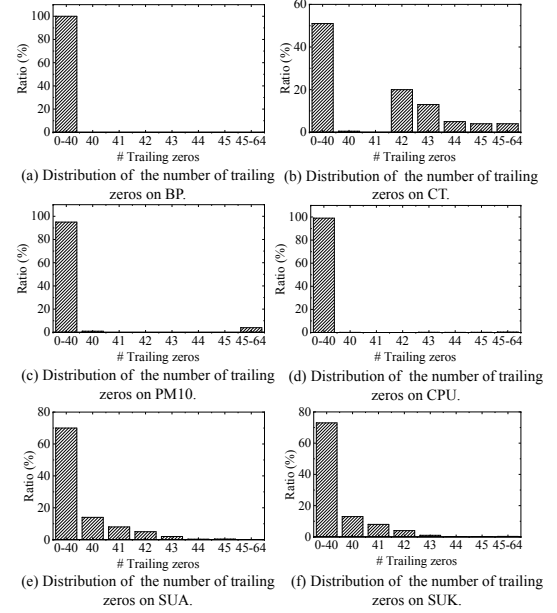 100
80
60
40
20
0
Ratio (%)
0-40 40 41 42 43 44 45 45-64
# Trailing zeros
(a) Distribution of the number of trailing
zeros on BP.
60
40
20
0
Ratio (%)
0-40 40 41 42 43 44 45 45-64
# Trailing zeros
(b) Distribution of the number of trailing
zeros on CT.
100
80
60
40
20
0
Ratio (%)
0-40 40 41 42 43 44 45 45-64
# Trailing zeros
(c) Distribution of the number of trailing
zeros on PM10.
100
80
60
40
20
0
Ratio (%)
0-40 40 41 42 43 44 45 45-64
# Trailing zeros
(d) Distribution of the number of trailing
zeros on CPU.
80
60
40
20
0
Ratio (%)
0-40 40 41 42 43 44 45 45-64
# Trailing zeros
(e) Distribution of the number of trailing
zeros on SUA.
80
60
40
20
0
Ratio (%)
0-40 40 41 42 43 44 45 45-64
# Trailing zeros
(f) Distribution of the number of trailing
zeros on SUK.